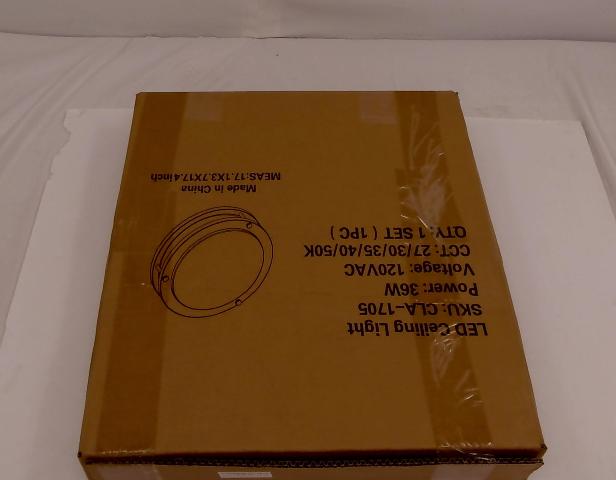 LED Ceiling Light
SKU: CLA-1705
Power: 36W
Voltage: 120VAC
CCT: 27/30/35/40/50K
QTY: 1 SET ( 1PC )
Made in China
MEAS:17.1X3.7X17.4inch